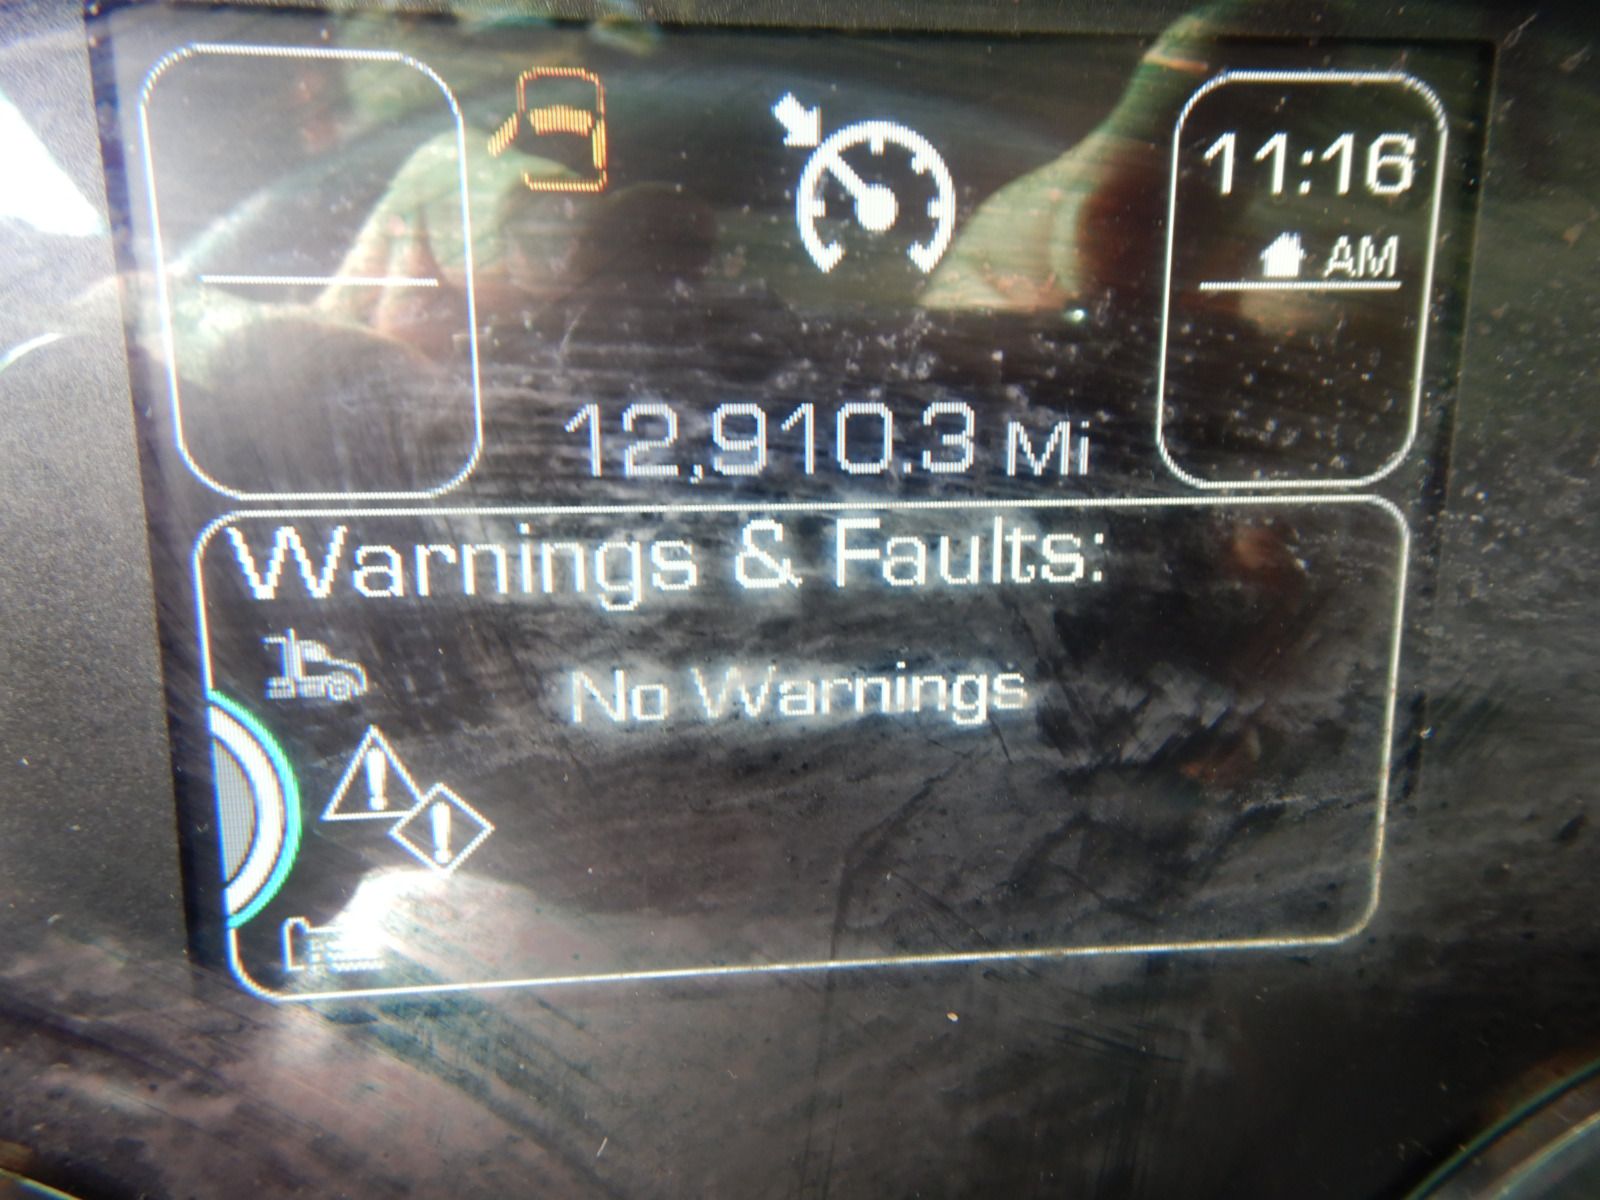 11:16
AM
12,910.3 Mi
Warnings & Faults:
No Warnings